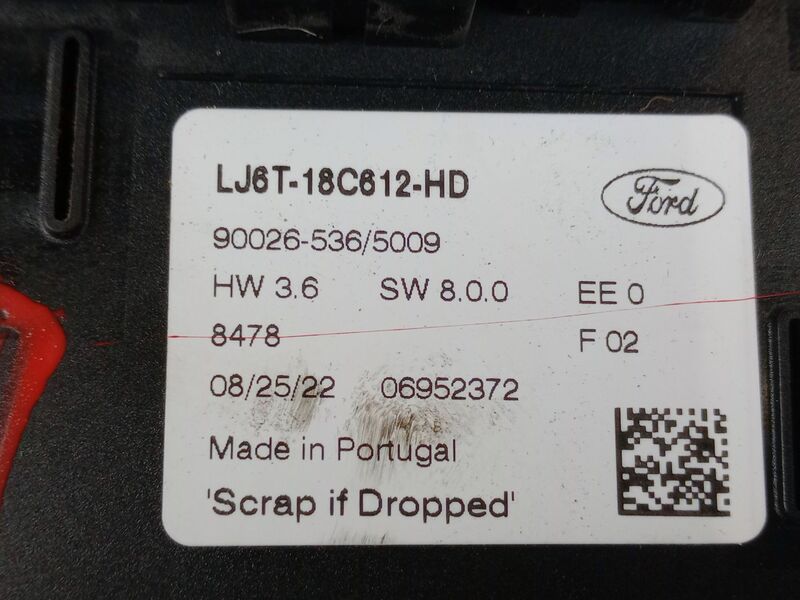 LJ6T-18C612-HD
Ford
90026-536/5009
HW 3.6 SW 8.0.0 EE 0
8478 F 02
08/25/22 06952372
Made in Portugal
'Scrap if Dropped'